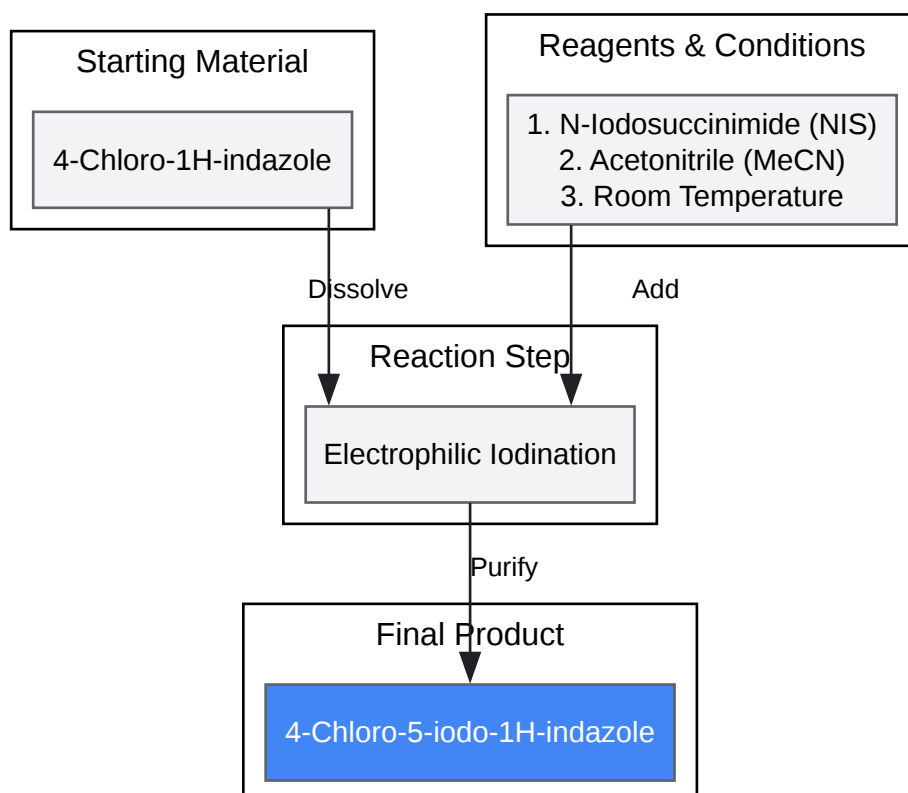 Starting Material
4-Chloro-1H-indazole
Reagents & Conditions
1. N-Iodosuccinimide (NIS)
2. Acetonitrile (MeCN)
3. Room Temperature
Dissolve
Add
Reaction Step
Electrophilic Iodination
Purify
Final Product
4-Chloro-5-iodo-1H-indazole